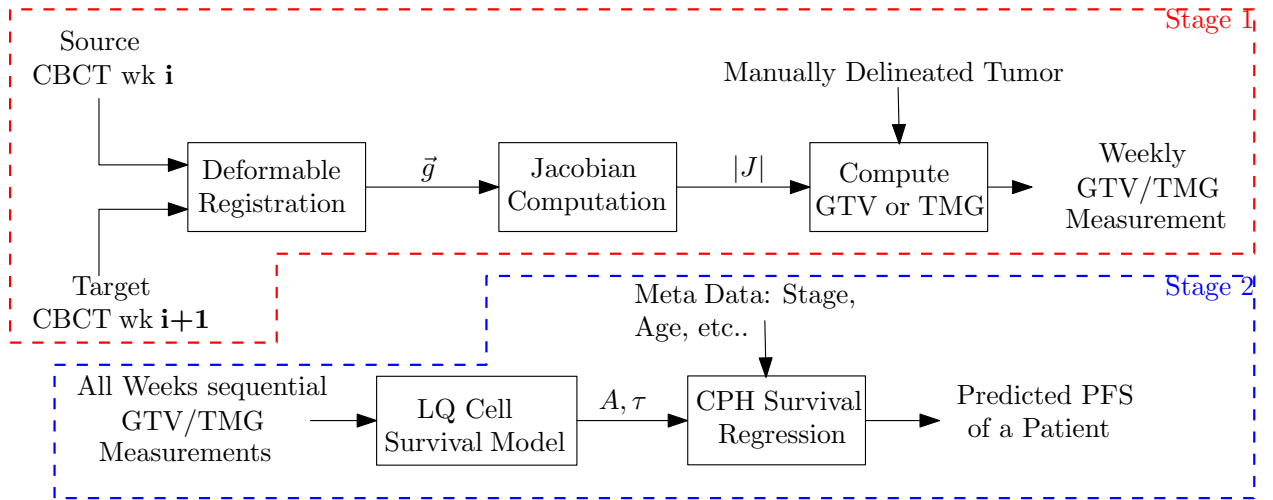 Stage 1
Source
CBCT wk i
Manually Delineated Tumor
Deformable
Registration
g⃗
Jacobian
Computation
|J|
Compute
GTV or TMG
Weekly
GTV/TMG
Measurement
Target
CBCT wk i+1
Stage 2
Meta Data: Stage,
Age, etc..
All Weeks sequential
GTV/TMG
Measurements
LQ Cell
Survival Model
A, τ
CPH Survival
Regression
Predicted PFS
of a Patient